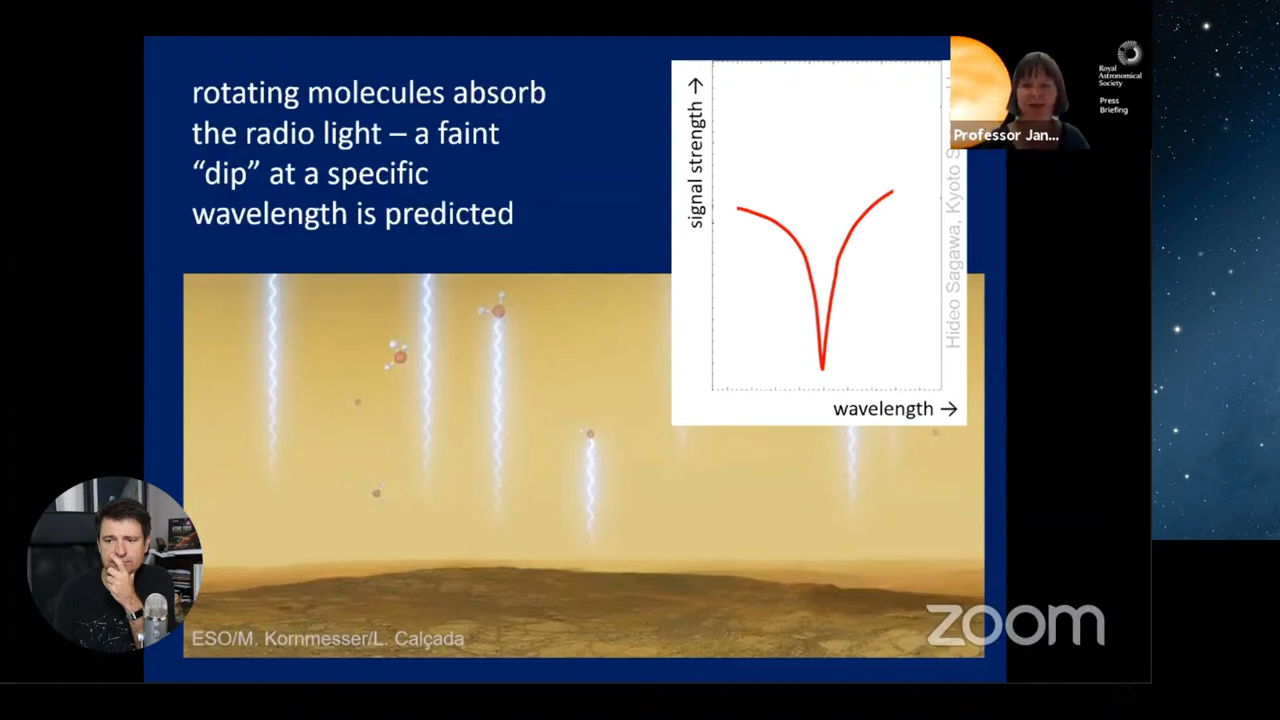 rotating molecules absorb
the radio light – a faint
“dip” at a specific
wavelength is predicted
signal strength →
wavelength →
Hideo Sagawa, Kyoto S
Professor Jan...
Royal
Astronomical
Society
Press
Briefing
ESO/M. Kornmesser/L. Calçada
zoom